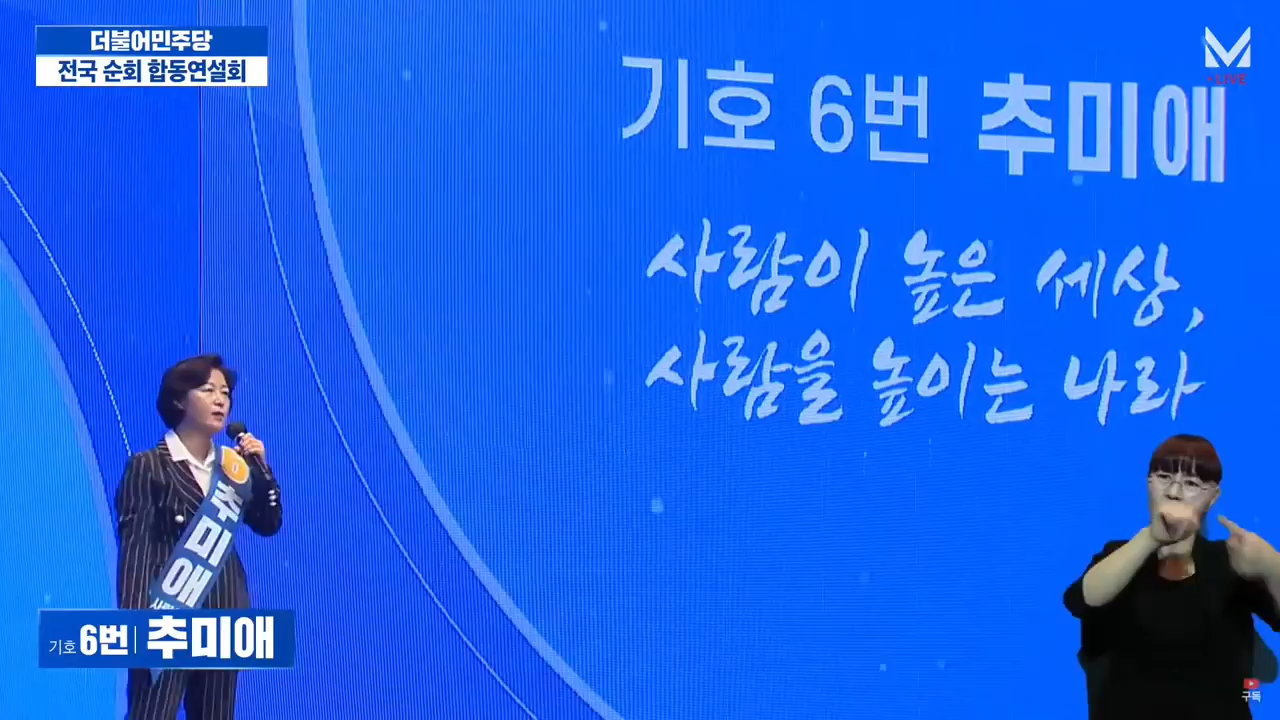 더불어민주당
전국 순회 합동연설회
LIVE
기호 6번 추미애
사람이 높은 세상,
사람을 높이는 나라
추미애
기호 6번 추미애
구독